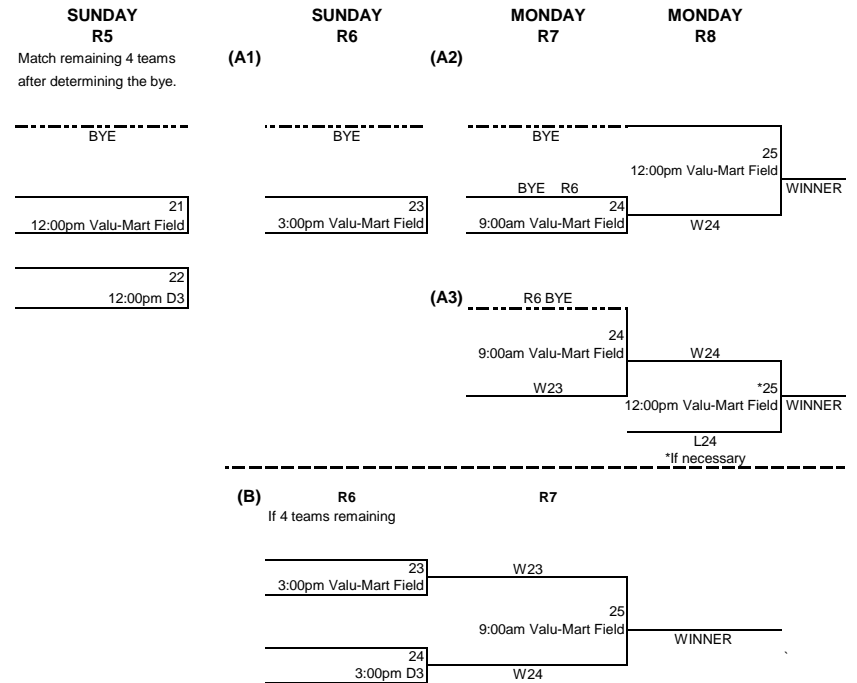 SUNDAY SUNDAY MONDAY MONDAY
R5 R6 R7 R8
Match remaining 4 teams (A1) (A2)
after determining the bye.
BYE BYE BYE
25
12:00pm Valu-Mart Field
BYE R6 WINNER
21 23 24
12:00pm Valu-Mart Field 3:00pm Valu-Mart Field 9:00am Valu-Mart Field W24
22
12:00pm D3 (A3) R6 BYE
24
9:00am Valu-Mart Field W24
W23 *25
12:00pm Valu-Mart Field WINNER
L24
*If necessary
(B) R6 R7
If 4 teams remaining
23 W23
3:00pm Valu-Mart Field
25
9:00am Valu-Mart Field
WINNER
24 `
3:00pm D3 W24